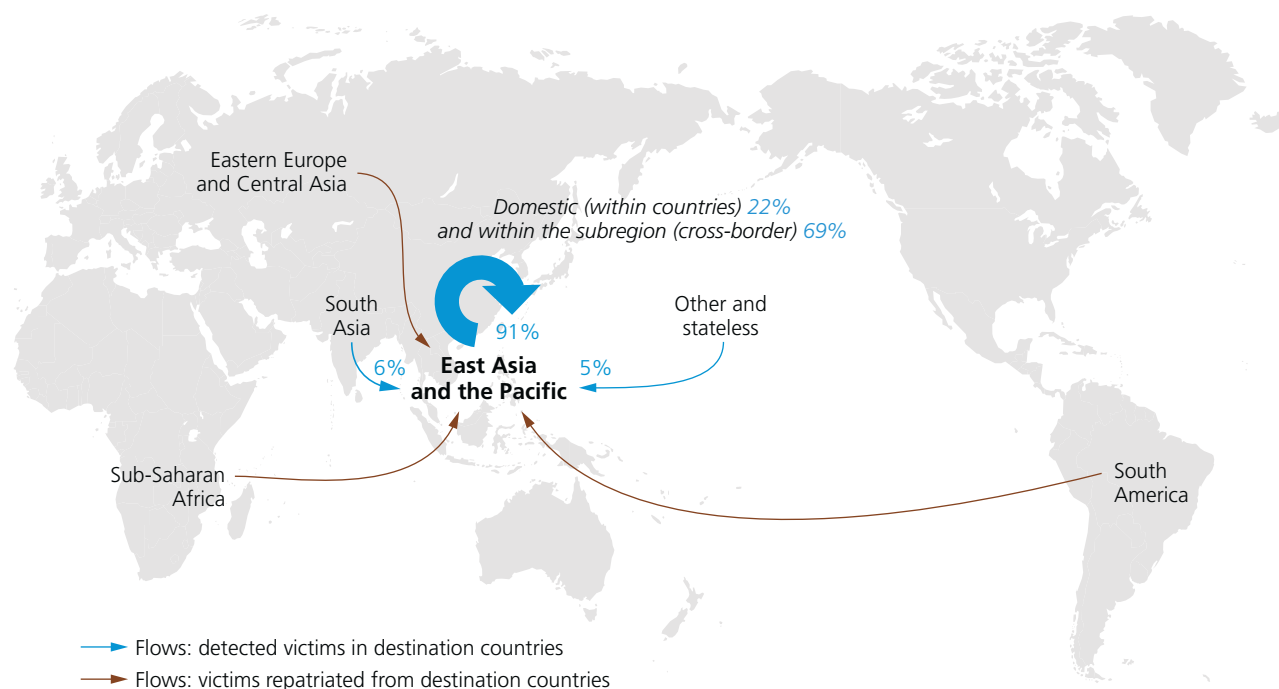 Eastern Europe
and Central Asia
Domestic (within countries) 22%
and within the subregion (cross-border) 69%
South
Asia
Other and
stateless
91%
6%
East Asia
and the Pacific
5%
Sub-Saharan
Africa
South
America
Flows: detected victims in destination countries
Flows: victims repatriated from destination countries